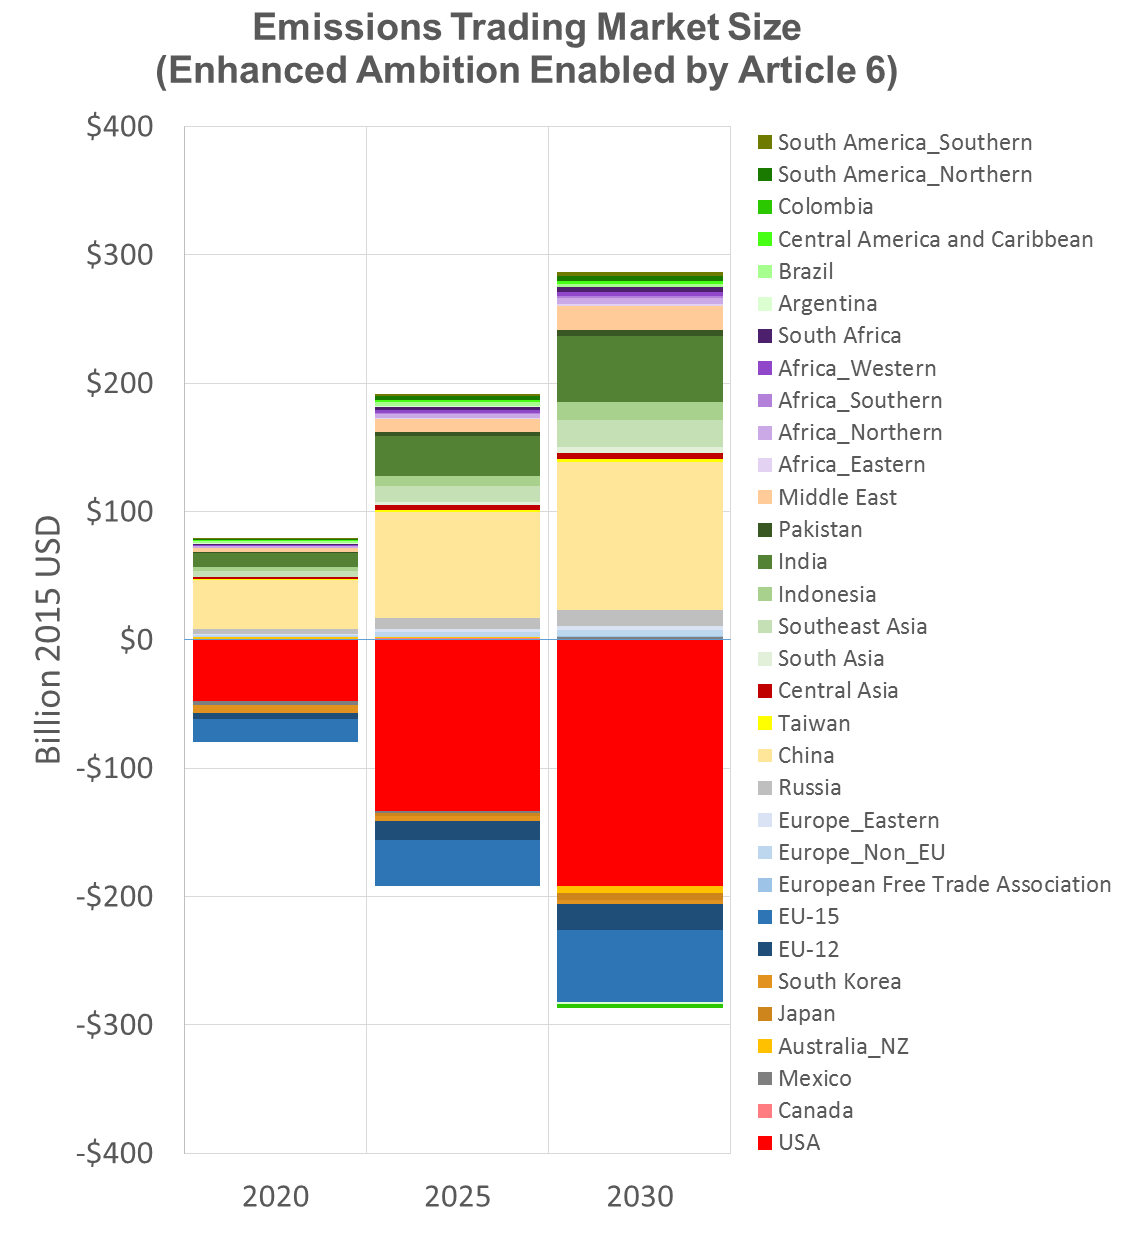 Emissions Trading Market Size
(Enhanced Ambition Enabled by Article 6)
Billion 2015 USD
$400
$300
$200
$100
$0
-$100
-$200
-$300
-$400
2020
2025
2030
South America_Southern
South America_Northern
Colombia
Central America and Caribbean
Brazil
Argentina
South Africa
Africa_Western
Africa_Southern
Africa_Northern
Africa_Eastern
Middle East
Pakistan
India
Indonesia
Southeast Asia
South Asia
Central Asia
Taiwan
China
Russia
Europe_Eastern
Europe_Non_EU
European Free Trade Association
EU-15
EU-12
South Korea
Japan
Australia_NZ
Mexico
Canada
USA